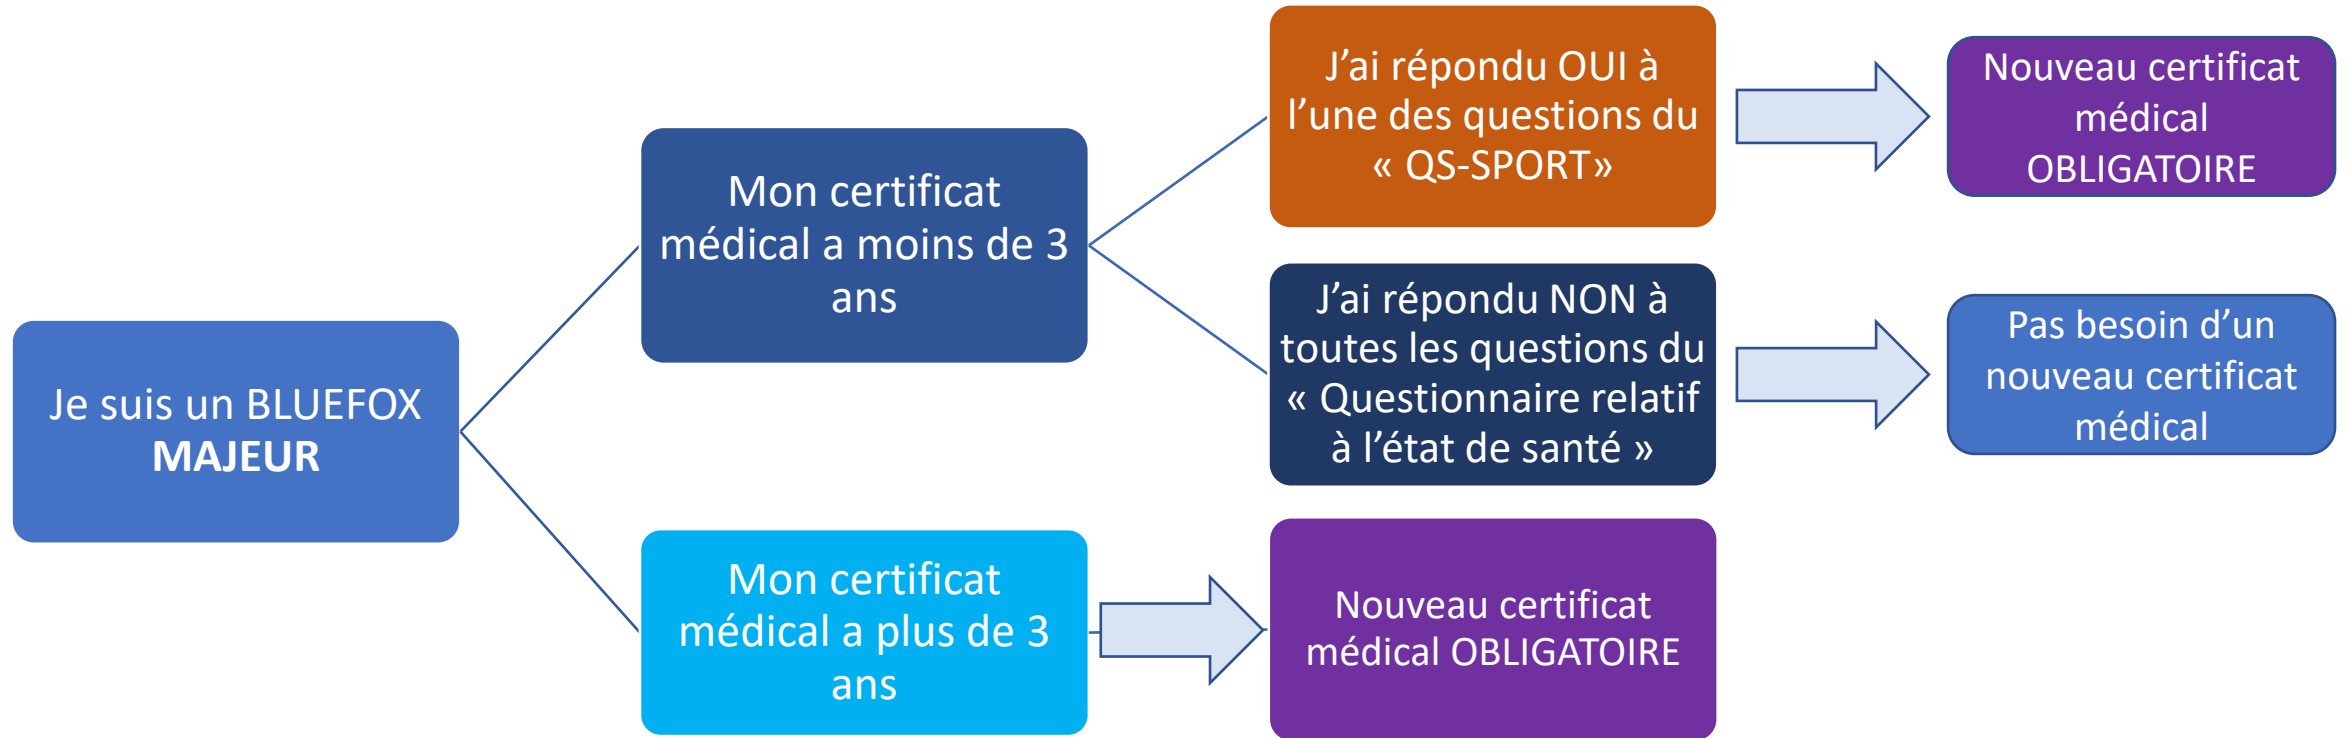 Je suis un BLUEFOX
MAJEUR
Mon certificat
médical a moins de 3
ans
J’ai répondu OUI à
l’une des questions du
« QS-SPORT»
Nouveau certificat
médical
OBLIGATOIRE
J’ai répondu NON à
toutes les questions du
« Questionnaire relatif
à l’état de santé »
Pas besoin d’un
nouveau certificat
médical
Mon certificat
médical a plus de 3
ans
Nouveau certificat
médical OBLIGATOIRE